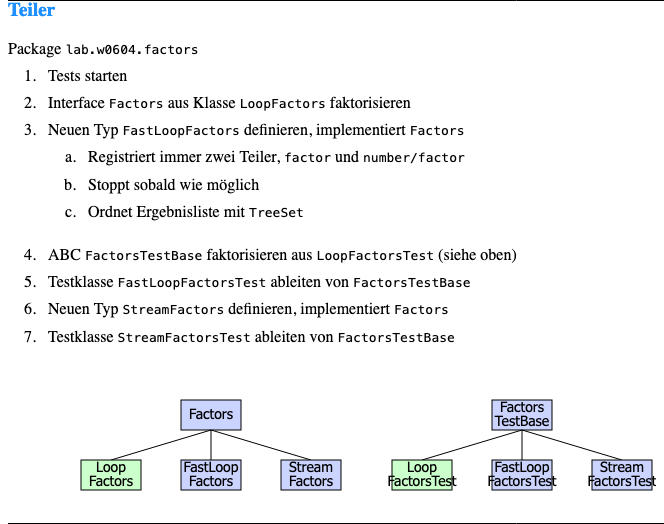 Teiler
Package lab.w0604.factors
1. Tests starten
2. Interface Factors aus Klasse LoopFactors faktorisieren
3. Neuen Typ FastLoopFactors definieren, implementiert Factors
a. Registriert immer zwei Teiler, factor und number/factor
b. Stoppt sobald wie möglich
c. Ordnet Ergebnisliste mit TreeSet
4. ABC FactorsTestBase faktorisieren aus LoopFactorsTest (siehe oben)
5. Testklasse FastLoopFactorsTest ableiten von FactorsTestBase
6. Neuen Typ StreamFactors definieren, implementiert Factors
7. Testklasse StreamFactorsTest ableiten von FactorsTestBase
Factors
Loop
Factors
FastLoop
Factors
Stream
Factors
Factors
TestBase
Loop
FactorsTest
FastLoop
FactorsTest
Stream
FactorsTest